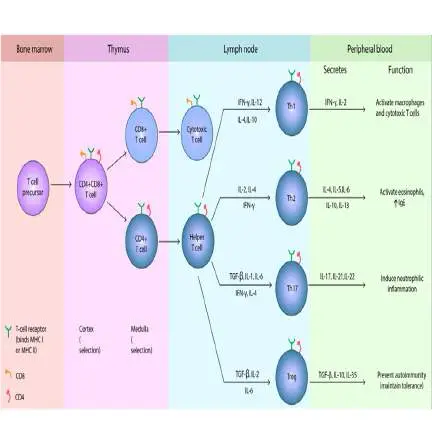 Bone marrow
Thymus
Lymph node
Peripheral blood
Secretes
Function
T cell
precursor
CD4+CD8+
T cell
CD8+
T cell
Cytotoxic
T cell
CD4+
T cell
Helper
T cell
IFN-γ, IL-12
IL-4, IL-10
Th1
IFN-γ, IL-2
Activate macrophages
and cytotoxic T cells
IL-2, IL-4
IFN-γ
Th2
IL-4, IL-5, IL-6
IL-10, IL-13
Activate eosinophils,
↑IgE
TGF-β, IL-1, IL-6
IFN-γ, IL-4
Th17
IL-17, IL-21, IL-22
Induce neutrophilic
inflammation
TGF-β, IL-2
IL-6
Treg
TGF-β, IL-10, IL-35
Prevent autoimmunity
(maintain tolerance)
T-cell receptor
(binds MHC I
or MHC II)
CD8
CD4
Cortex
(
selection)
Medulla
(
selection)